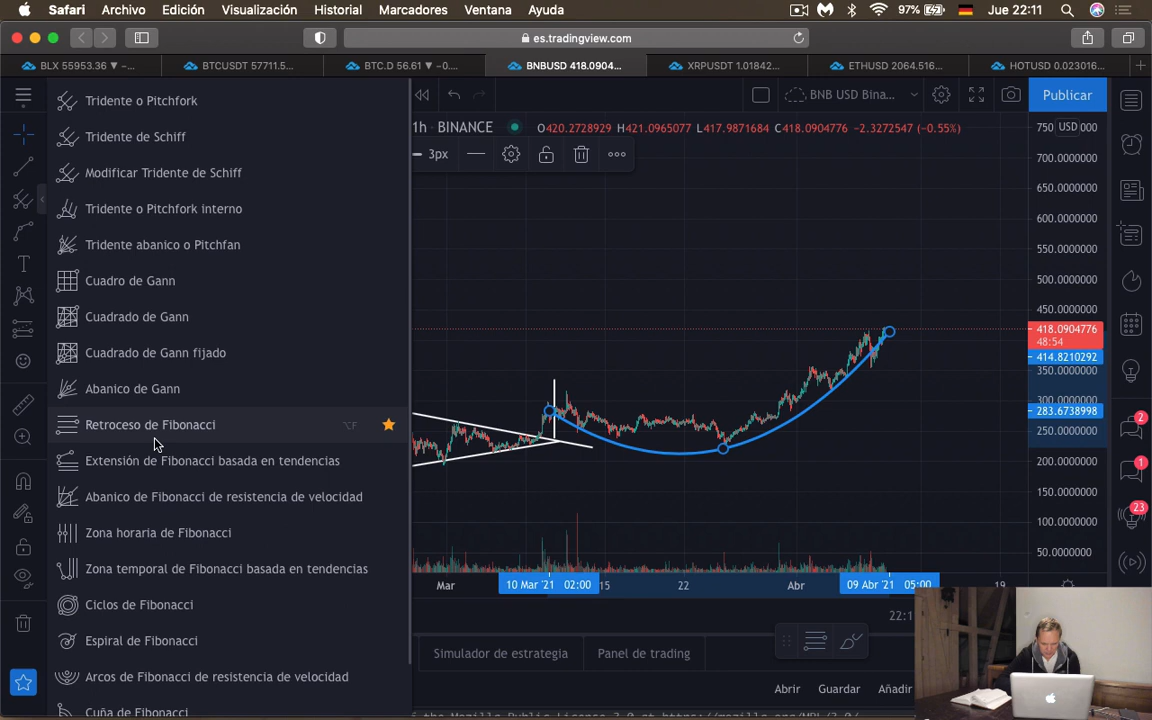 Safari Archivo Edición Visualización Historial Marcadores Ventana Ayuda 97% Jue 22:11
es.tradingview.com
BLX 55953.36 ▼ −... BTCUSDT 57711.5... BTC.D 56.61 ▼ −0.... BNBUSD 418.0904... XRPUSDT 1.01842... ETHUSD 2064.516... HOTUSD 0.023016...
BNB USD Bina... Publicar
1h · BINANCE O420.2728929 H421.0965077 L417.9871684 C418.0904776 −2.3272547 (−0.55%)
3px
USD
700.0000000
650.0000000
600.0000000
550.0000000
500.0000000
450.0000000
418.0904776
48:54
414.8210292
350.0000000
300.0000000
283.6738998
250.0000000
200.0000000
150.0000000
100.0000000
50.0000000
2
1
23
Tridente o Pitchfork
Tridente de Schiff
Modificar Tridente de Schiff
Tridente o Pitchfork interno
Tridente abanico o Pitchfan
Cuadro de Gann
Cuadrado de Gann
Cuadrado de Gann fijado
Abanico de Gann
Retroceso de Fibonacci ⌥F
Extensión de Fibonacci basada en tendencias
Abanico de Fibonacci de resistencia de velocidad
Zona horaria de Fibonacci
Zona temporal de Fibonacci basada en tendencias
Ciclos de Fibonacci
Espiral de Fibonacci
Arcos de Fibonacci de resistencia de velocidad
Cuña de Fibonacci
Mar 10 Mar '21 02:00 15 22 Abr 09 Abr '21 05:00 19
22:1
Simulador de estrategia Panel de trading
Abrir Guardar Añadir